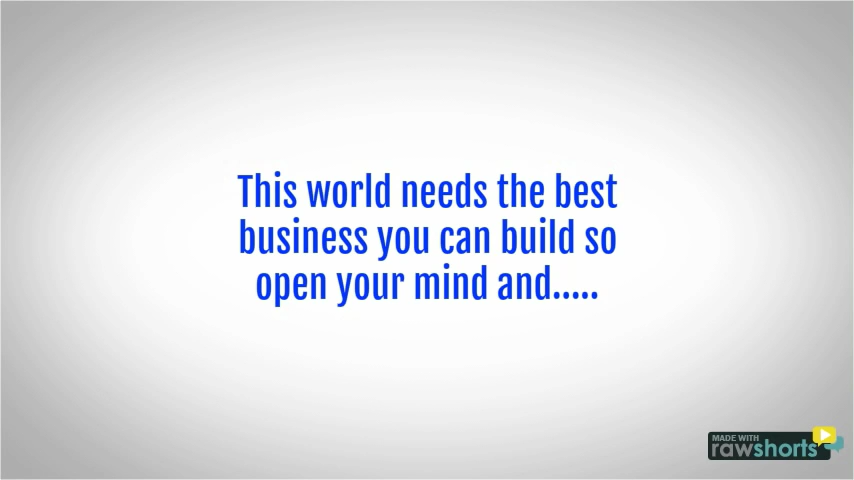 This world needs the best
business you can build so
open your mind and.....
MADE WITH
rawshorts